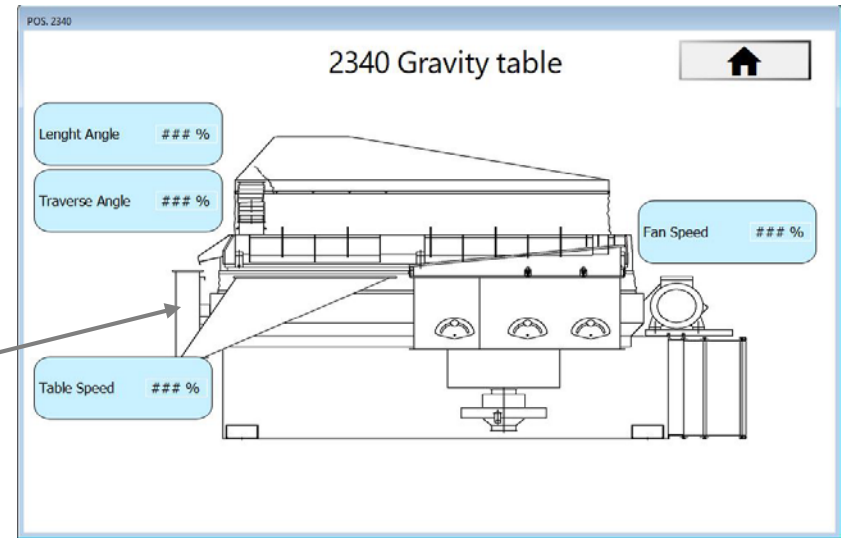 POS. 2340
2340 Gravity table
Lenght Angle ### %
Traverse Angle ### %
Fan Speed ### %
Table Speed ### %